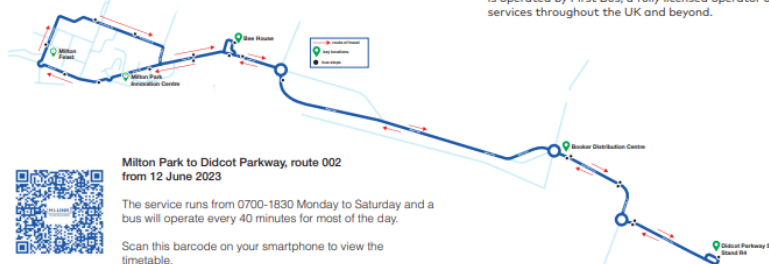 is operated by First Bus, a fully licensed operator
services throughout the UK and beyond.
route of travel
key locations
bus stops
Bee House
Milton
Feast
Milton Park
Innovation Centre
Booker Distribution Centre
Didcot Parkway
Stand R4
Milton Park to Didcot Parkway, route 002
from 12 June 2023
The service runs from 0700-1830 Monday to Saturday and a
bus will operate every 40 minutes for most of the day.
Scan this barcode on your smartphone to view the
timetable.